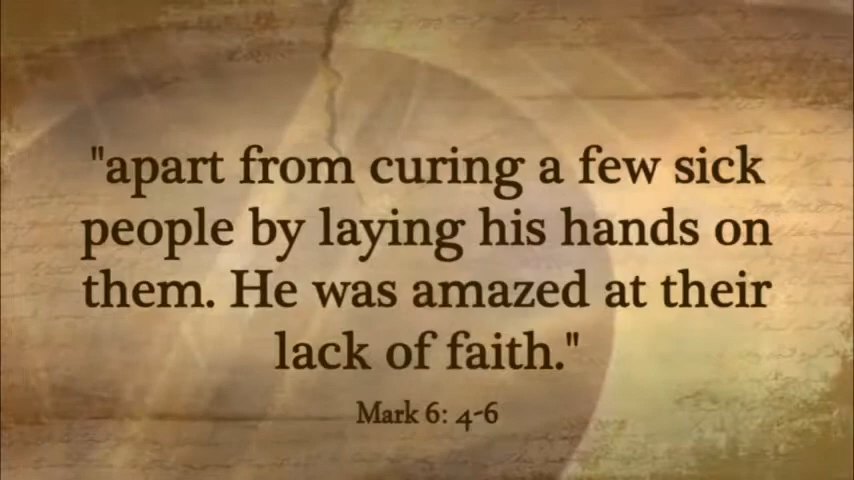 "apart from curing a few sick
people by laying his hands on
them. He was amazed at their
lack of faith."
Mark 6: 4-6